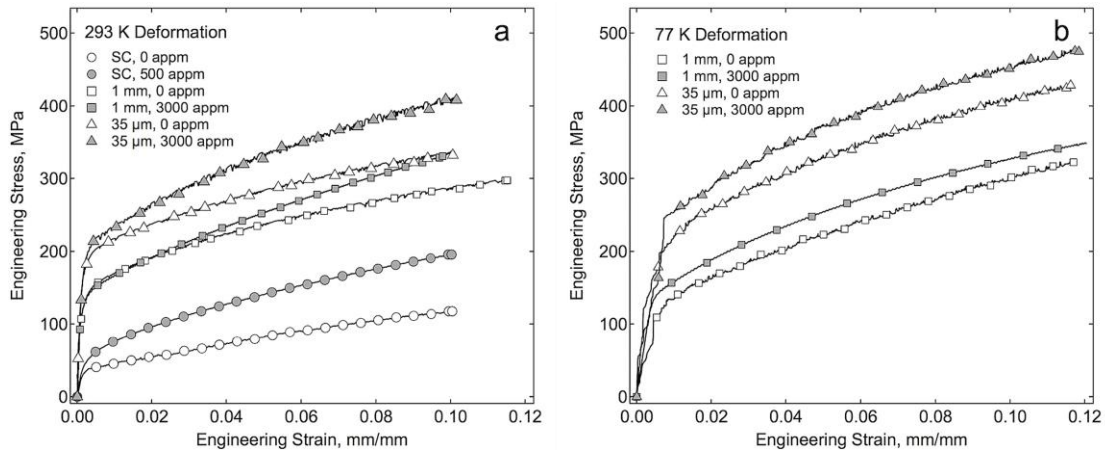 293 K Deformation
a
SC, 0 appm
SC, 500 appm
1 mm, 0 appm
1 mm, 3000 appm
35 µm, 0 appm
35 µm, 3000 appm
Engineering Stress, MPa
500
400
300
200
100
0
0.00
0.02
0.04
0.06
0.08
0.10
0.12
Engineering Strain, mm/mm
77 K Deformation
b
1 mm, 0 appm
1 mm, 3000 appm
35 µm, 0 appm
35 µm, 3000 appm
Engineering Stress, MPa
500
400
300
200
100
0
0.00
0.02
0.04
0.06
0.08
0.10
0.12
Engineering Strain, mm/mm